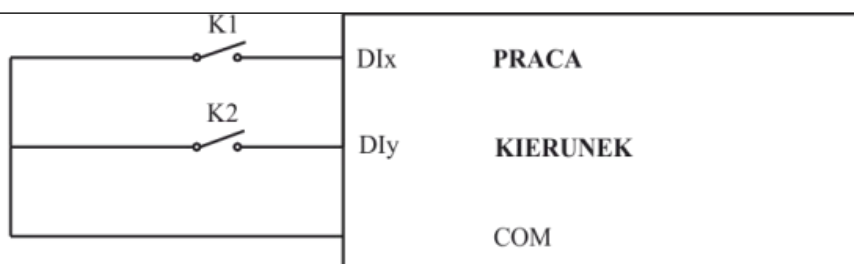 K1
DIx PRACA
K2
DIy KIERUNEK
COM